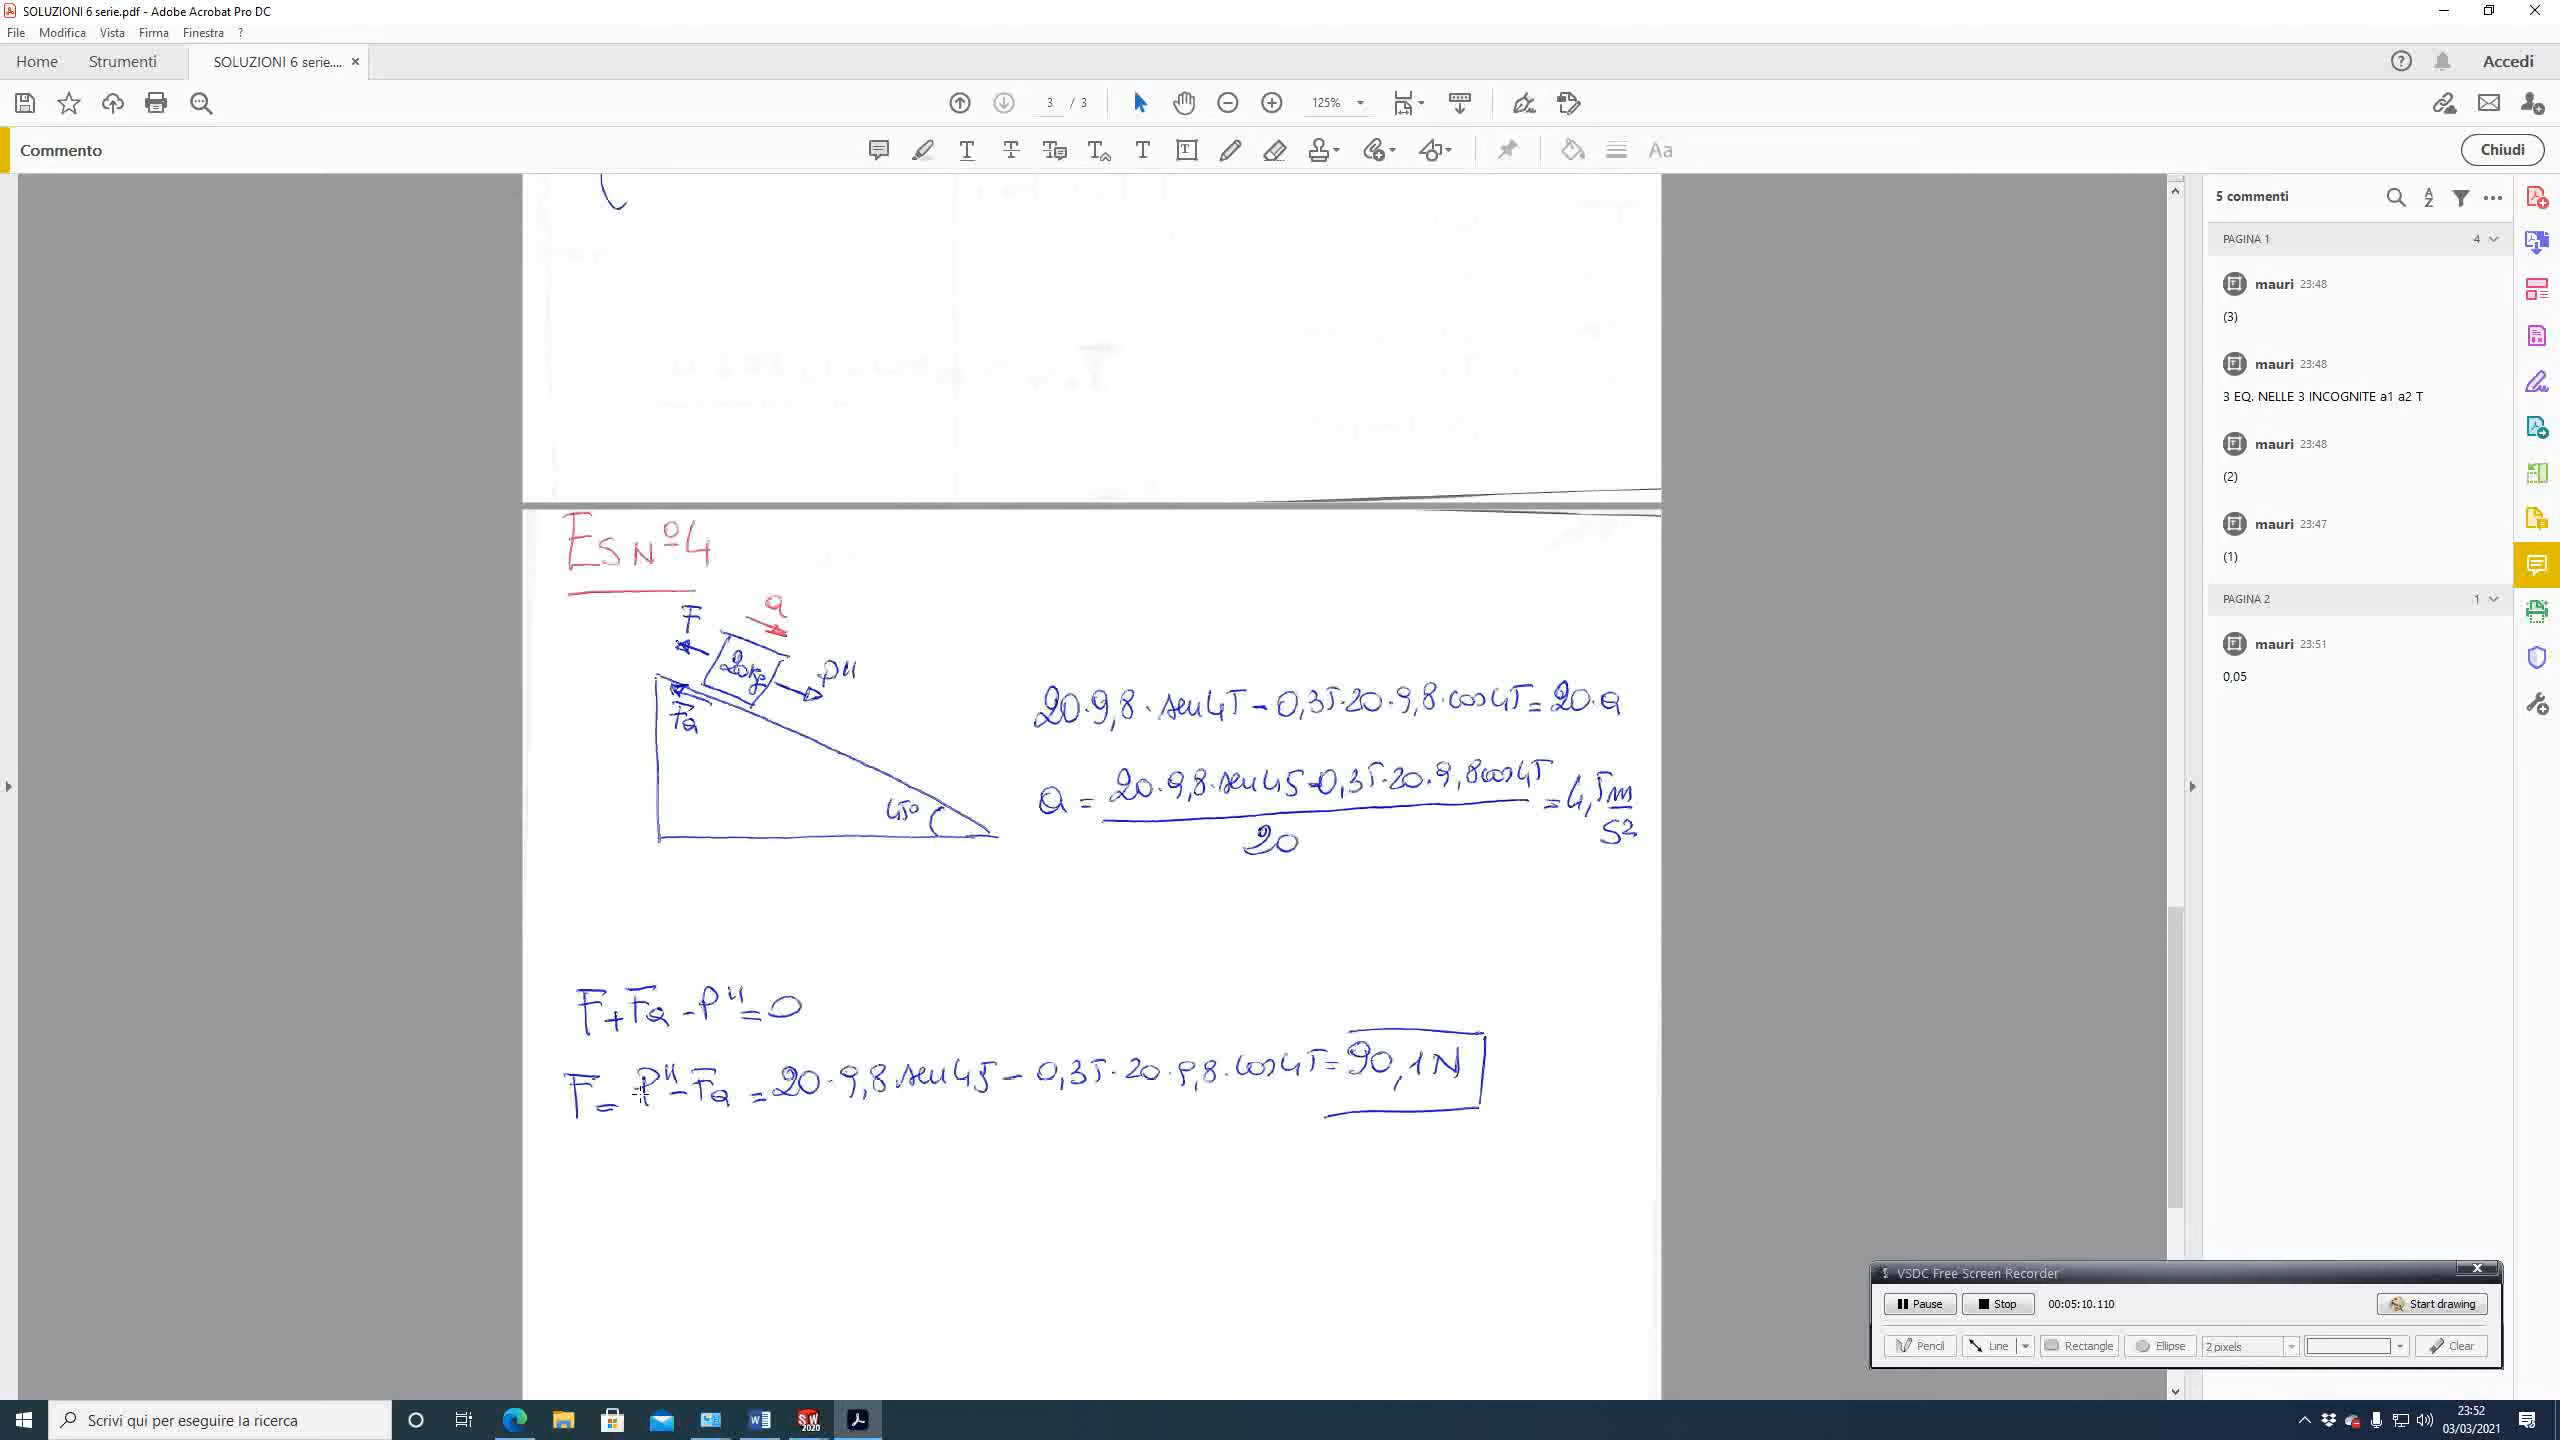 SOLUZIONI 6 serie.pdf - Adobe Acrobat Pro DC
File Modifica Vista Firma Finestra ?
Home Strumenti SOLUZIONI 6 serie.... × Accedi
3 / 3 125%
Commento Chiudi
5 commenti
PAGINA 1 4
mauri 23:48
(3)
mauri 23:48
3 EQ. NELLE 3 INCOGNITE a1 a2 T
mauri 23:48
(2)
mauri 23:47
(1)
PAGINA 2 1
mauri 23:51
0,05
ES Nº4
a
F
20kg
P"
Fa
45°
20·9,8·sen45-0,35·20·9,8·cos45=20·a
a = 20·9,8·sen45-0,35·20·9,8cos45 = 4,5 m
20 S²
F+Fa-P"=0
F=P"-Fa=20·9,8·sen45-0,35·20·9,8·cos45=90,1N
VSDC Free Screen Recorder
Pause Stop 00:05:10.110 Start drawing
Pencil Line Rectangle Ellipse 2 pixels Clear
Scrivi qui per eseguire la ricerca
SW 2020
23:52
03/03/2021